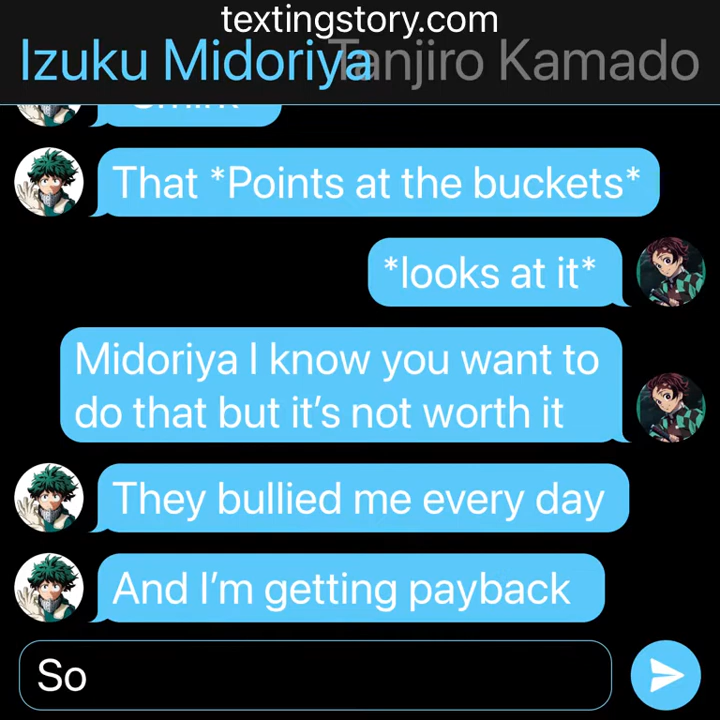 textingstory.com
Izuku Midoriya Tanjiro Kamado
That *Points at the buckets*
*looks at it*
Midoriya I know you want to
do that but it's not worth it
They bullied me every day
And I'm getting payback
So